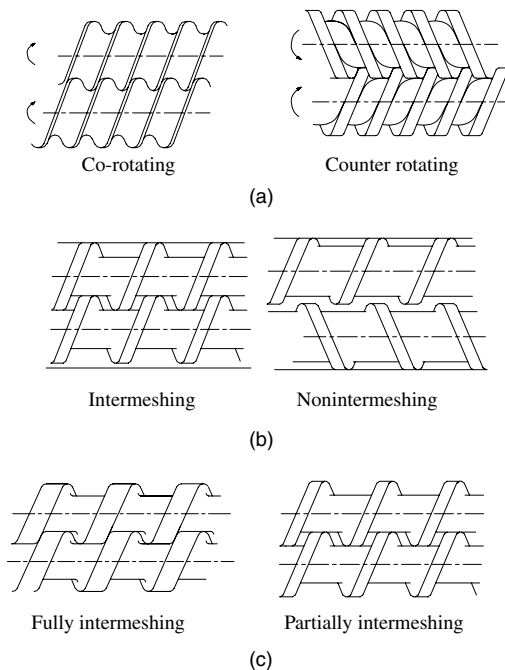 Co-rotating
Counter rotating
(a)
Intermeshing
Nonintermeshing
(b)
Fully intermeshing
Partially intermeshing
(c)